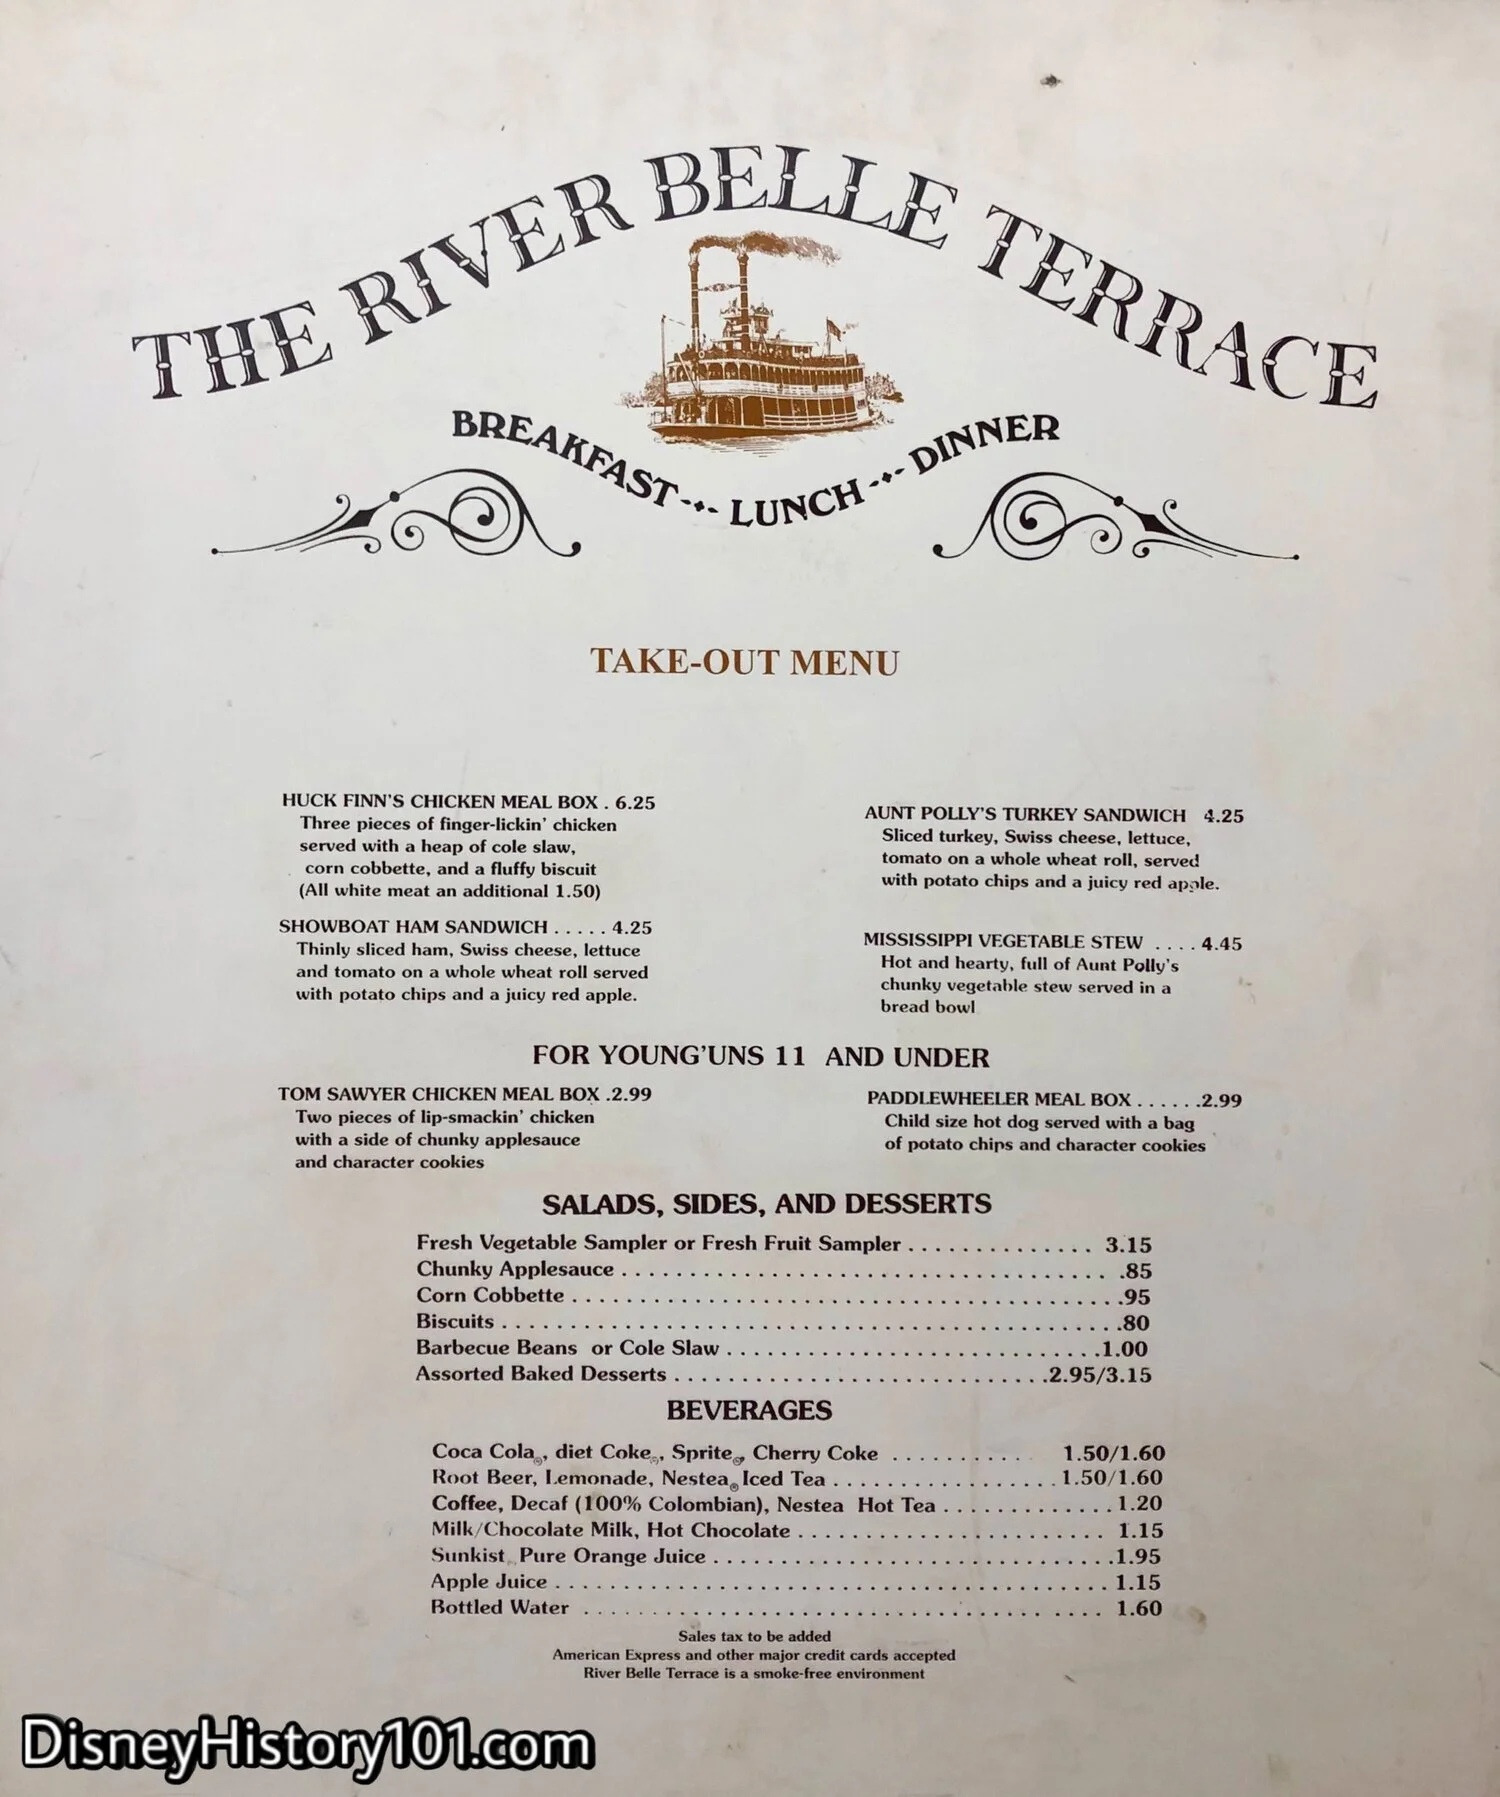 THE RIVER BELLE TERRACE
BREAKFAST LUNCH DINNER
TAKE-OUT MENU
HUCK FINN'S CHICKEN MEAL BOX . 6.25
Three pieces of finger-lickin' chicken
served with a heap of cole slaw,
corn cobbette, and a fluffy biscuit
(All white meat an additional 1.50)
SHOWBOAT HAM SANDWICH . . . . . 4.25
Thinly sliced ham, Swiss cheese, lettuce
and tomato on a whole wheat roll served
with potato chips and a juicy red apple.
AUNT POLLY'S TURKEY SANDWICH 4.25
Sliced turkey, Swiss cheese, lettuce,
tomato on a whole wheat roll, served
with potato chips and a juicy red apple.
MISSISSIPPI VEGETABLE STEW . . . . 4.45
Hot and hearty, full of Aunt Polly's
chunky vegetable stew served in a
bread bowl
FOR YOUNG'UNS 11 AND UNDER
TOM SAWYER CHICKEN MEAL BOX .2.99
Two pieces of lip-smackin' chicken
with a side of chunky applesauce
and character cookies
PADDLEWHEELER MEAL BOX . . . . . .2.99
Child size hot dog served with a bag
of potato chips and character cookies
SALADS, SIDES, AND DESSERTS
Fresh Vegetable Sampler or Fresh Fruit Sampler . . . . . . . . . . . . . . 3.15
Chunky Applesauce . . . . . . . . . . . . . . . . . . . . . . . . . . . . . . . . . . . . .85
Corn Cobbette . . . . . . . . . . . . . . . . . . . . . . . . . . . . . . . . . . . . . . . . .95
Biscuits . . . . . . . . . . . . . . . . . . . . . . . . . . . . . . . . . . . . . . . . . . . . . .80
Barbecue Beans or Cole Slaw . . . . . . . . . . . . . . . . . . . . . . . . . . . .1.00
Assorted Baked Desserts . . . . . . . . . . . . . . . . . . . . . . . . . . . .2.95/3.15
BEVERAGES
Coca Cola®, diet Coke®, Sprite®, Cherry Coke . . . . . . . . . . . 1.50/1.60
Root Beer, Lemonade, Nestea® Iced Tea . . . . . . . . . . . . . . . . .1.50/1.60
Coffee, Decaf (100% Colombian), Nestea Hot Tea . . . . . . . . . . . . .1.20
Milk/Chocolate Milk, Hot Chocolate . . . . . . . . . . . . . . . . . . . . . . . 1.15
Sunkist Pure Orange Juice . . . . . . . . . . . . . . . . . . . . . . . . . . . . . .1.95
Apple Juice . . . . . . . . . . . . . . . . . . . . . . . . . . . . . . . . . . . . . . . . . 1.15
Bottled Water . . . . . . . . . . . . . . . . . . . . . . . . . . . . . . . . . . . . . . 1.60
Sales tax to be added
American Express and other major credit cards accepted
River Belle Terrace is a smoke-free environment
DisneyHistory101.com